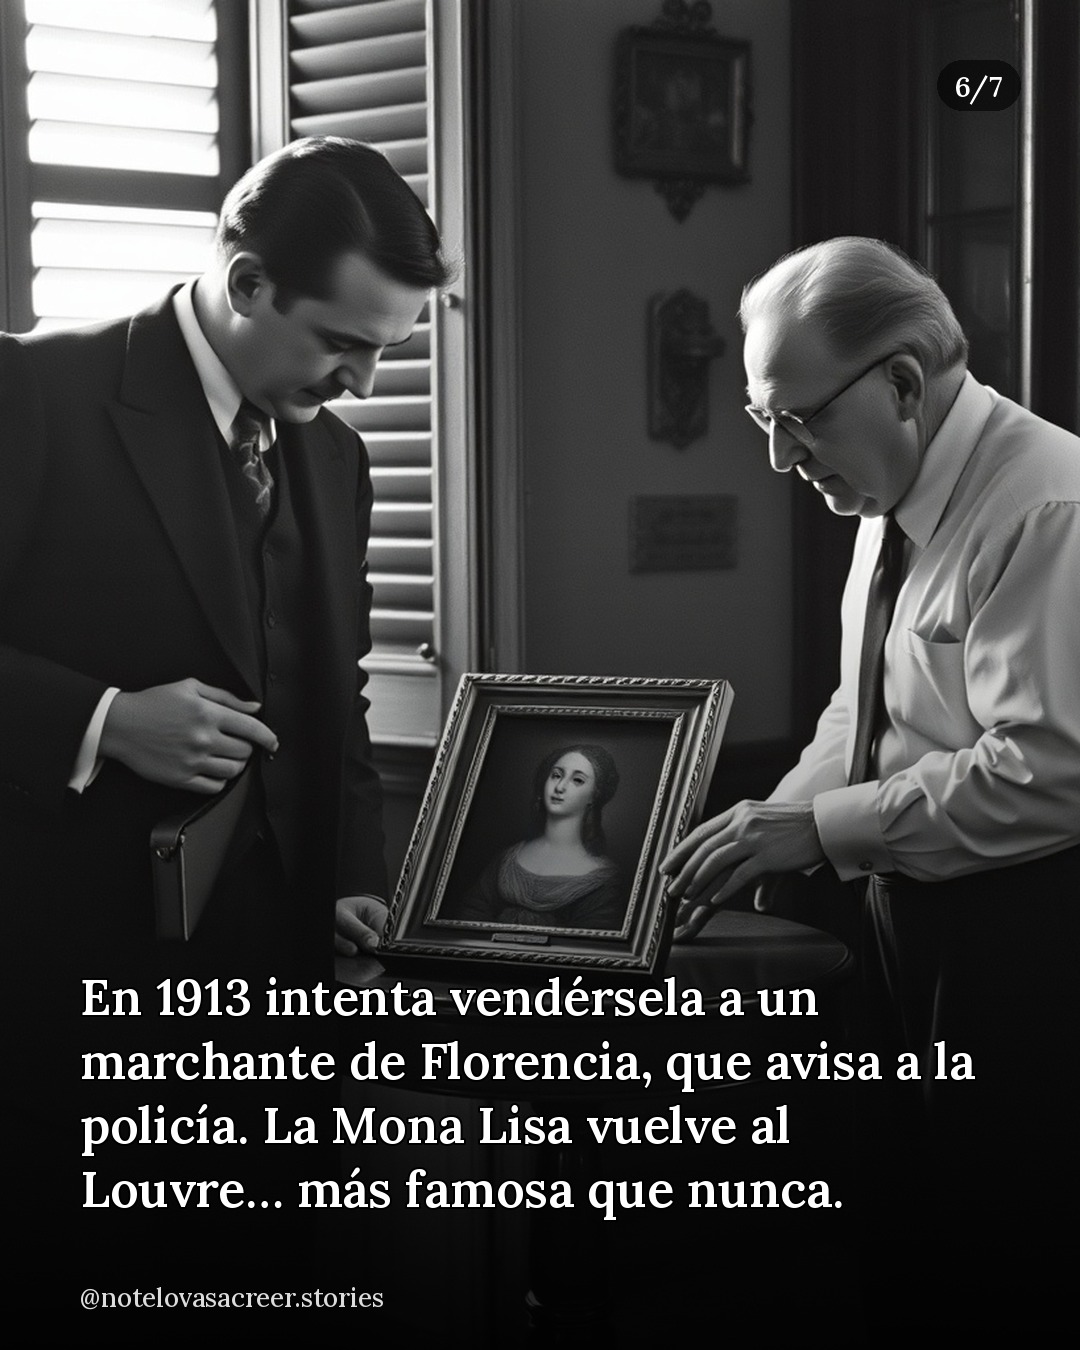 6/7
En 1913 intenta vendérsela a un
marchante de Florencia, que avisa a la
policía. La Mona Lisa vuelve al
Louvre... más famosa que nunca.
@notelovasacreer.stories